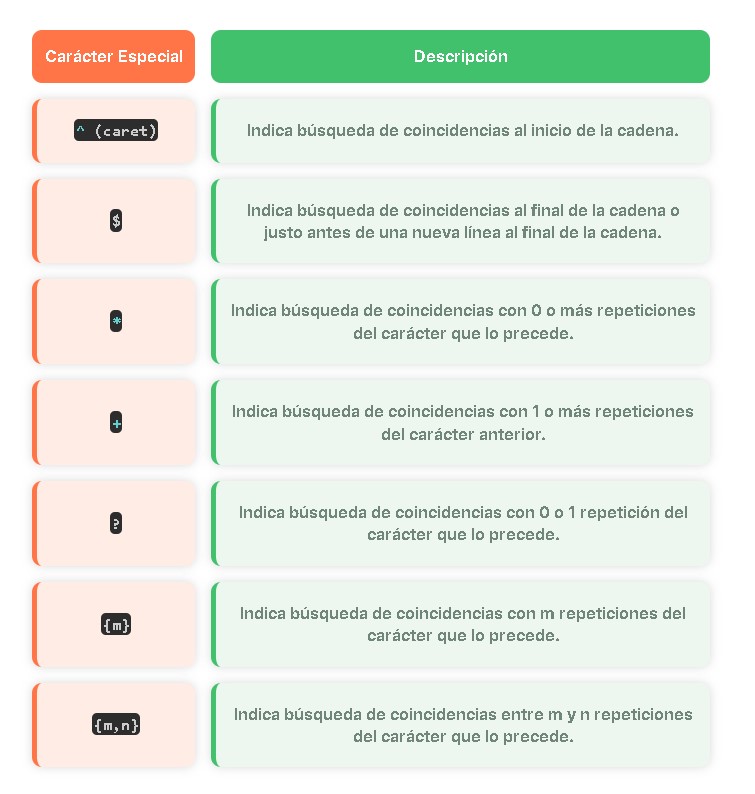 Carácter Especial
Descripción
^ (caret)
Indica búsqueda de coincidencias al inicio de la cadena.
$
Indica búsqueda de coincidencias al final de la cadena o
justo antes de una nueva línea al final de la cadena.
*
Indica búsqueda de coincidencias con 0 o más repeticiones
del carácter que lo precede.
+
Indica búsqueda de coincidencias con 1 o más repeticiones
del carácter anterior.
?
Indica búsqueda de coincidencias con 0 o 1 repetición del
carácter que lo precede.
{m}
Indica búsqueda de coincidencias con m repeticiones del
carácter que lo precede.
{m,n}
Indica búsqueda de coincidencias entre m y n repeticiones
del carácter que lo precede.